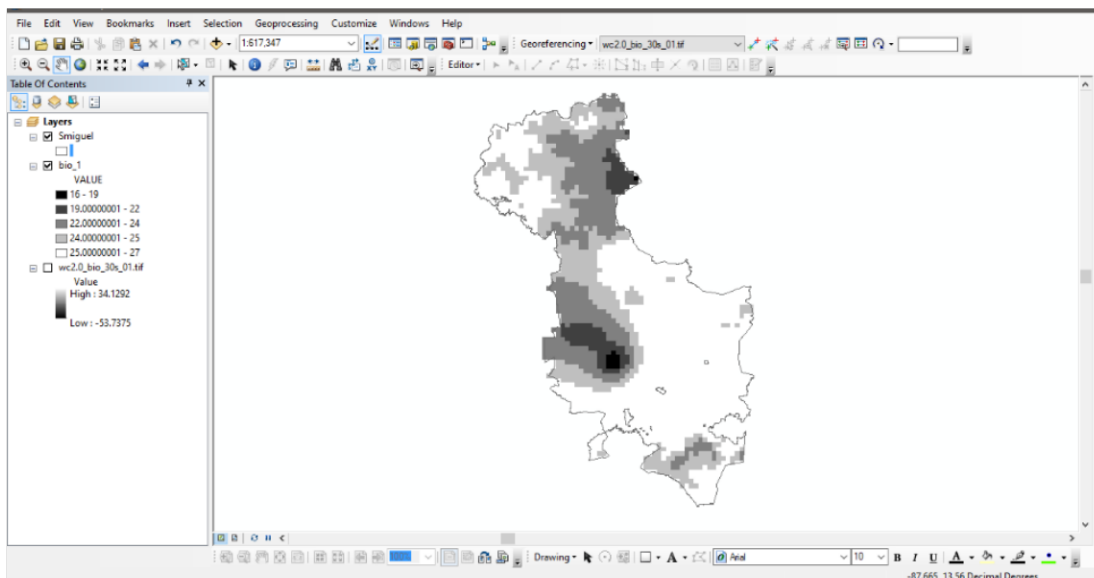 File Edit View Bookmarks Insert Selection Geoprocessing Customize Windows Help
1:617,347 Georeferencing wc2.0_bio_30s_01.tif
Editor
Table Of Contents
Layers
Smiguel
bio_1
VALUE
16 - 19
19.00000001 - 22
22.00000001 - 24
24.00000001 - 25
25.00000001 - 27
wc2.0_bio_30s_01.tif
Value
High : 34.1292
Low : -53.7375
100% Drawing A Arial 10 B I U A
-87.665 13.56 Decimal Degrees